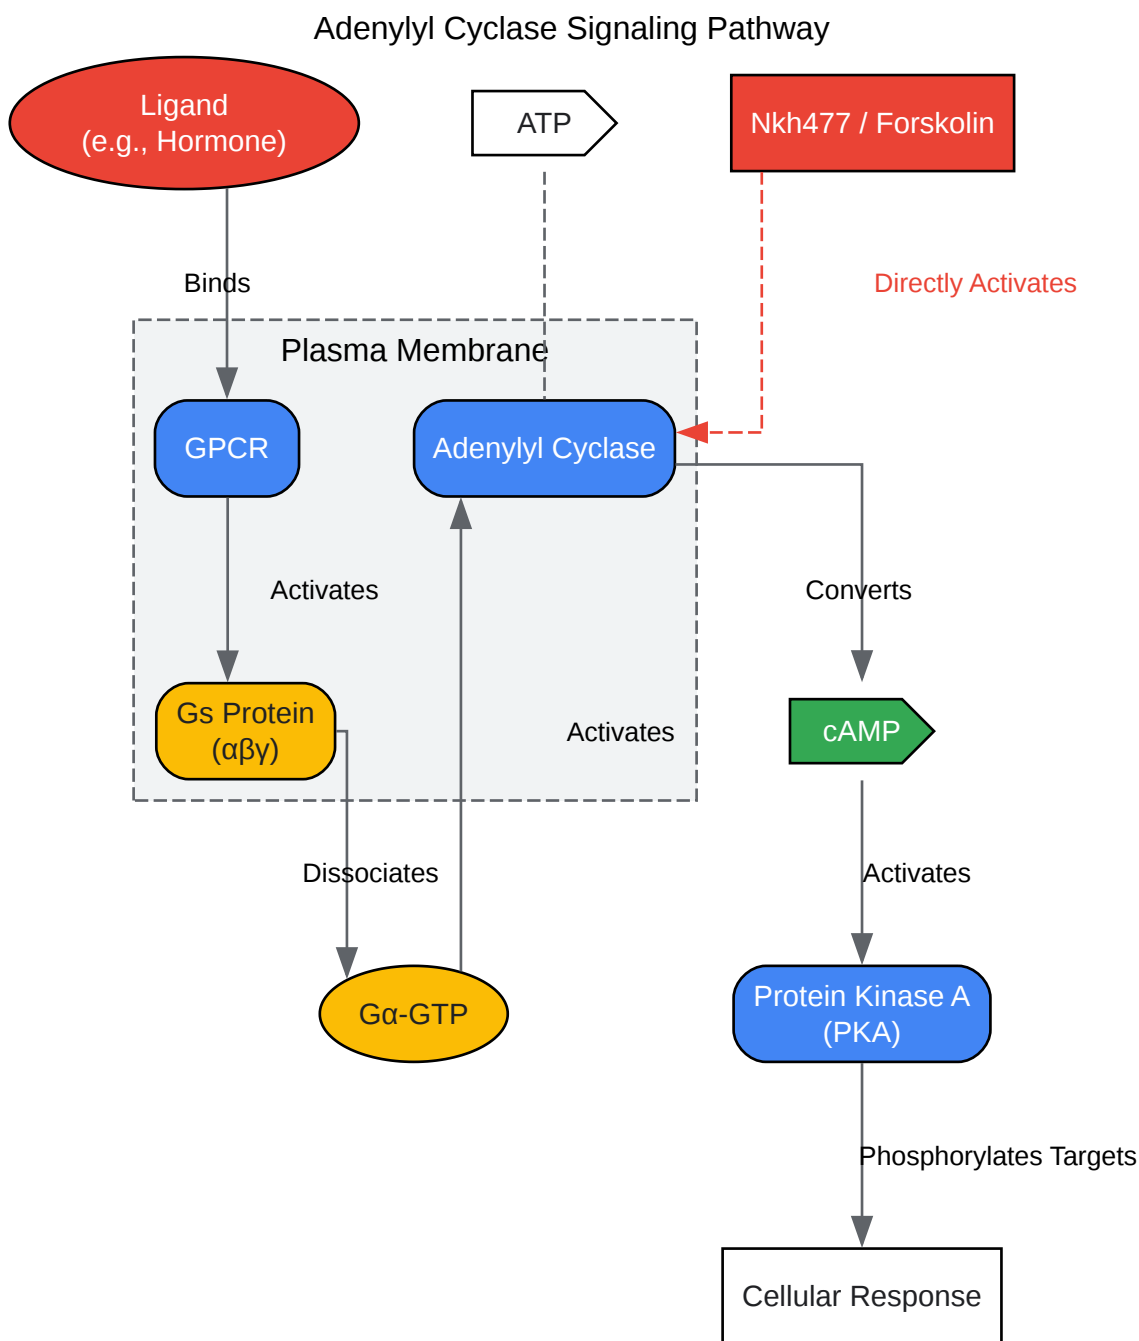 Adenylyl Cyclase Signaling Pathway
Ligand
(e.g., Hormone)
ATP
Nkh477 / Forskolin
Binds
Directly Activates
Plasma Membrane
GPCR
Adenylyl Cyclase
Activates
Converts
Gs Protein
(αβγ)
Activates
cAMP
Dissociates
Activates
Gα-GTP
Protein Kinase A
(PKA)
Phosphorylates Targets
Cellular Response